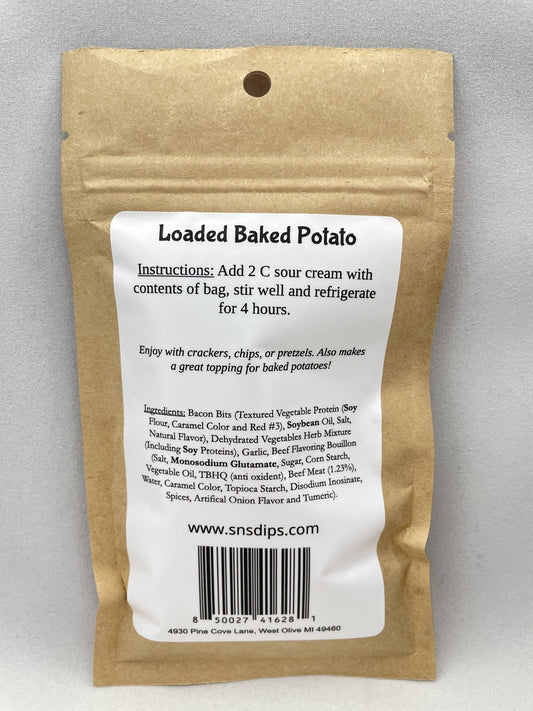 Loaded Baked Potato
Instructions: Add 2 C sour cream with
contents of bag, stir well and refrigerate
for 4 hours.
Enjoy with crackers, chips, or pretzels. Also makes
a great topping for baked potatoes!
Ingredients: Bacon Bits (Textured Vegetable Protein (Soy
Flour, Caramel Color and Red #3), Soybean Oil, Salt,
Natural Flavor), Dehydrated Vegetables Herb Mixture
(Including Soy Proteins), Garlic, Beef Flavoring Bouillon
(Salt, Monosodium Glutamate, Sugar, Corn Starch,
Vegetable Oil, TBHQ (anti oxident), Beef Meat (1.23%),
Water, Caramel Color, Topioca Starch, Disodium Inosinate,
Spices, Artifical Onion Flavor and Tumeric).
www.snsdips.com
8 50027 41628 1
4930 Pine Cove Lane, West Olive MI 49460